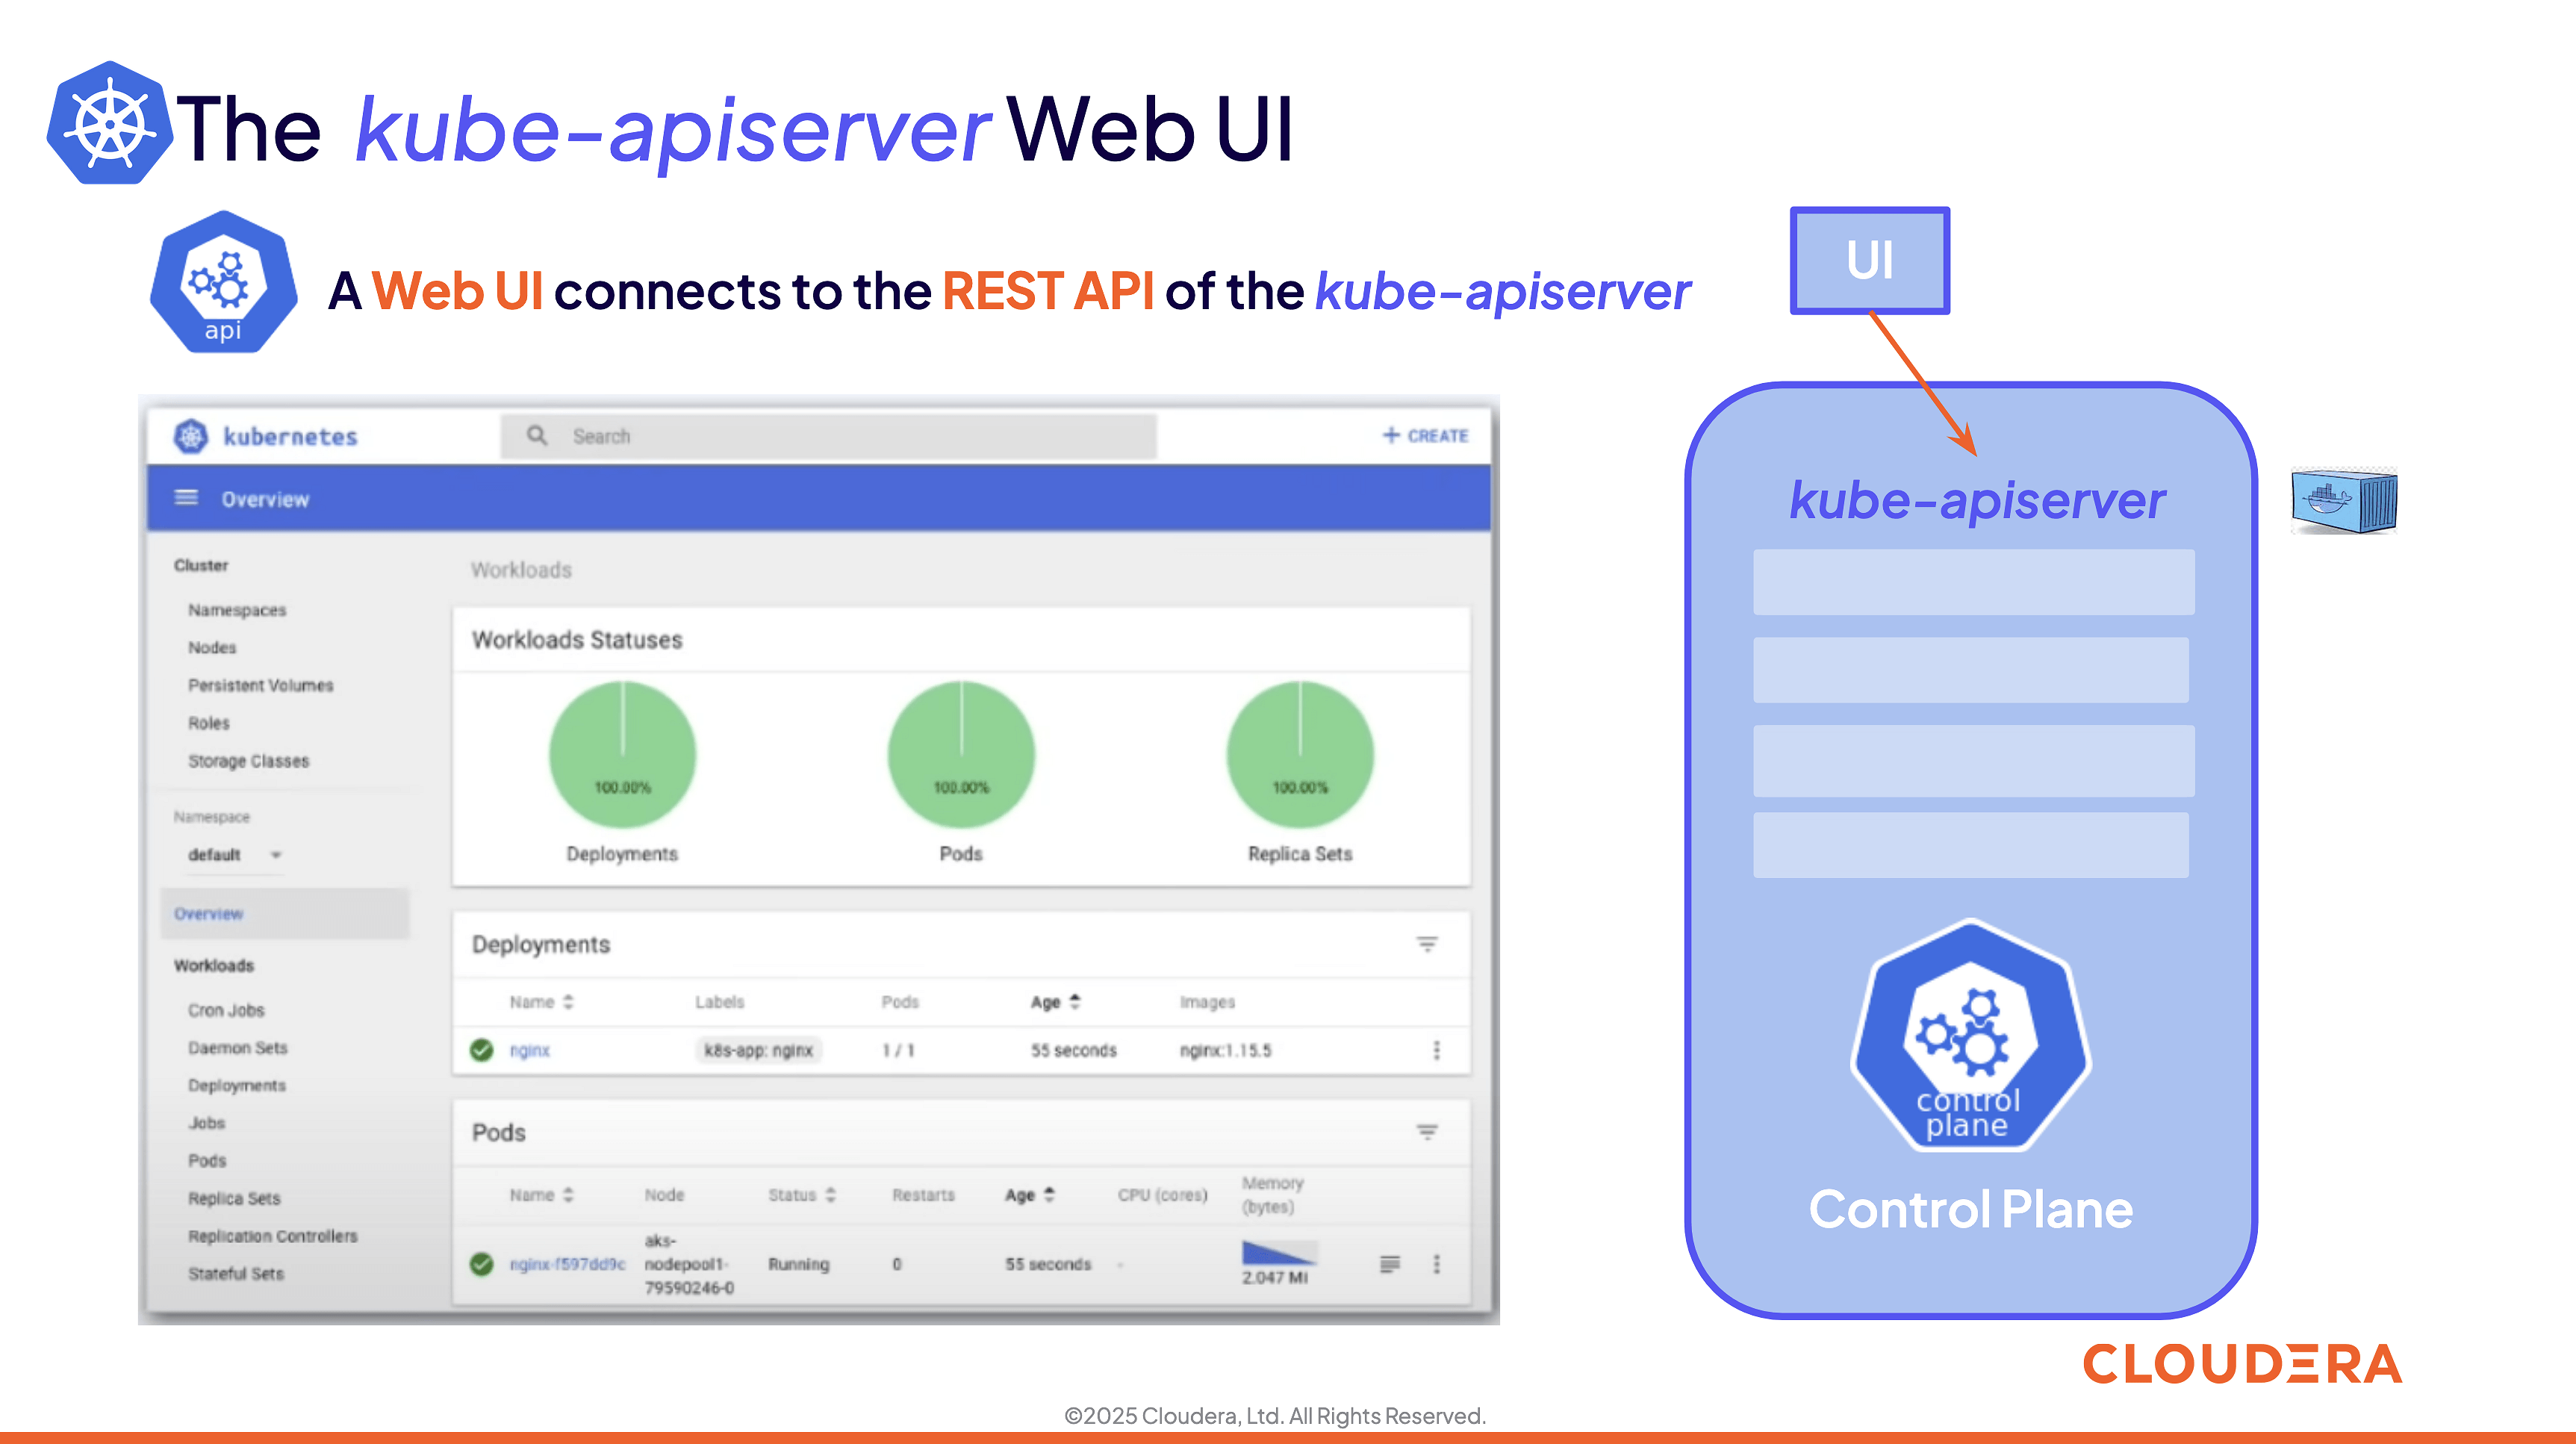 The kube-apiserver Web UI
api
A Web UI connects to the REST API of the kube-apiserver
UI
kubernetes
Search
+ CREATE
Overview
Cluster
Namespaces
Nodes
Persistent Volumes
Roles
Storage Classes
Namespace
default
Overview
Workloads
Cron Jobs
Daemon Sets
Deployments
Jobs
Pods
Replica Sets
Replication Controllers
Stateful Sets
Workloads
Workloads Statuses
100.00% 100.00% 100.00%
Deployments Pods Replica Sets
Deployments
Name Labels Pods Age Images
nginx k8s-app: nginx 1 / 1 55 seconds nginx:1.15.5
Pods
Name Node Status Restarts Age CPU (cores) Memory (bytes)
nginx-f597dd9c aks-nodepool1-79590246-0 Running 0 55 seconds - 2.047 Mi
kube-apiserver
control
plane
Control Plane
CLOUDERA
©2025 Cloudera, Ltd. All Rights Reserved.